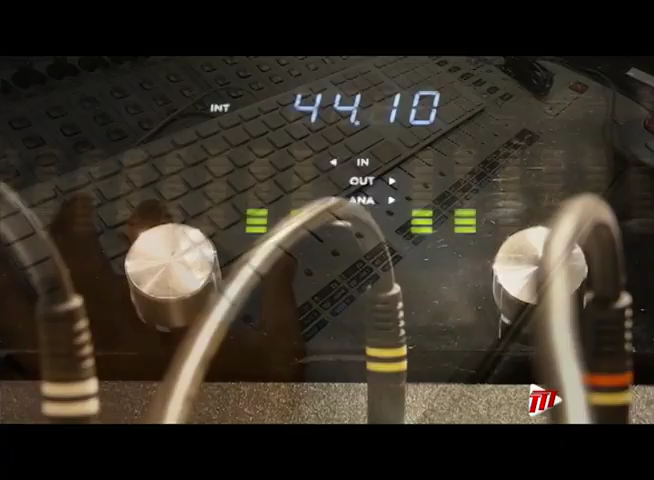 INT 44.10
◀ IN
OUT ▶
ANA ▶